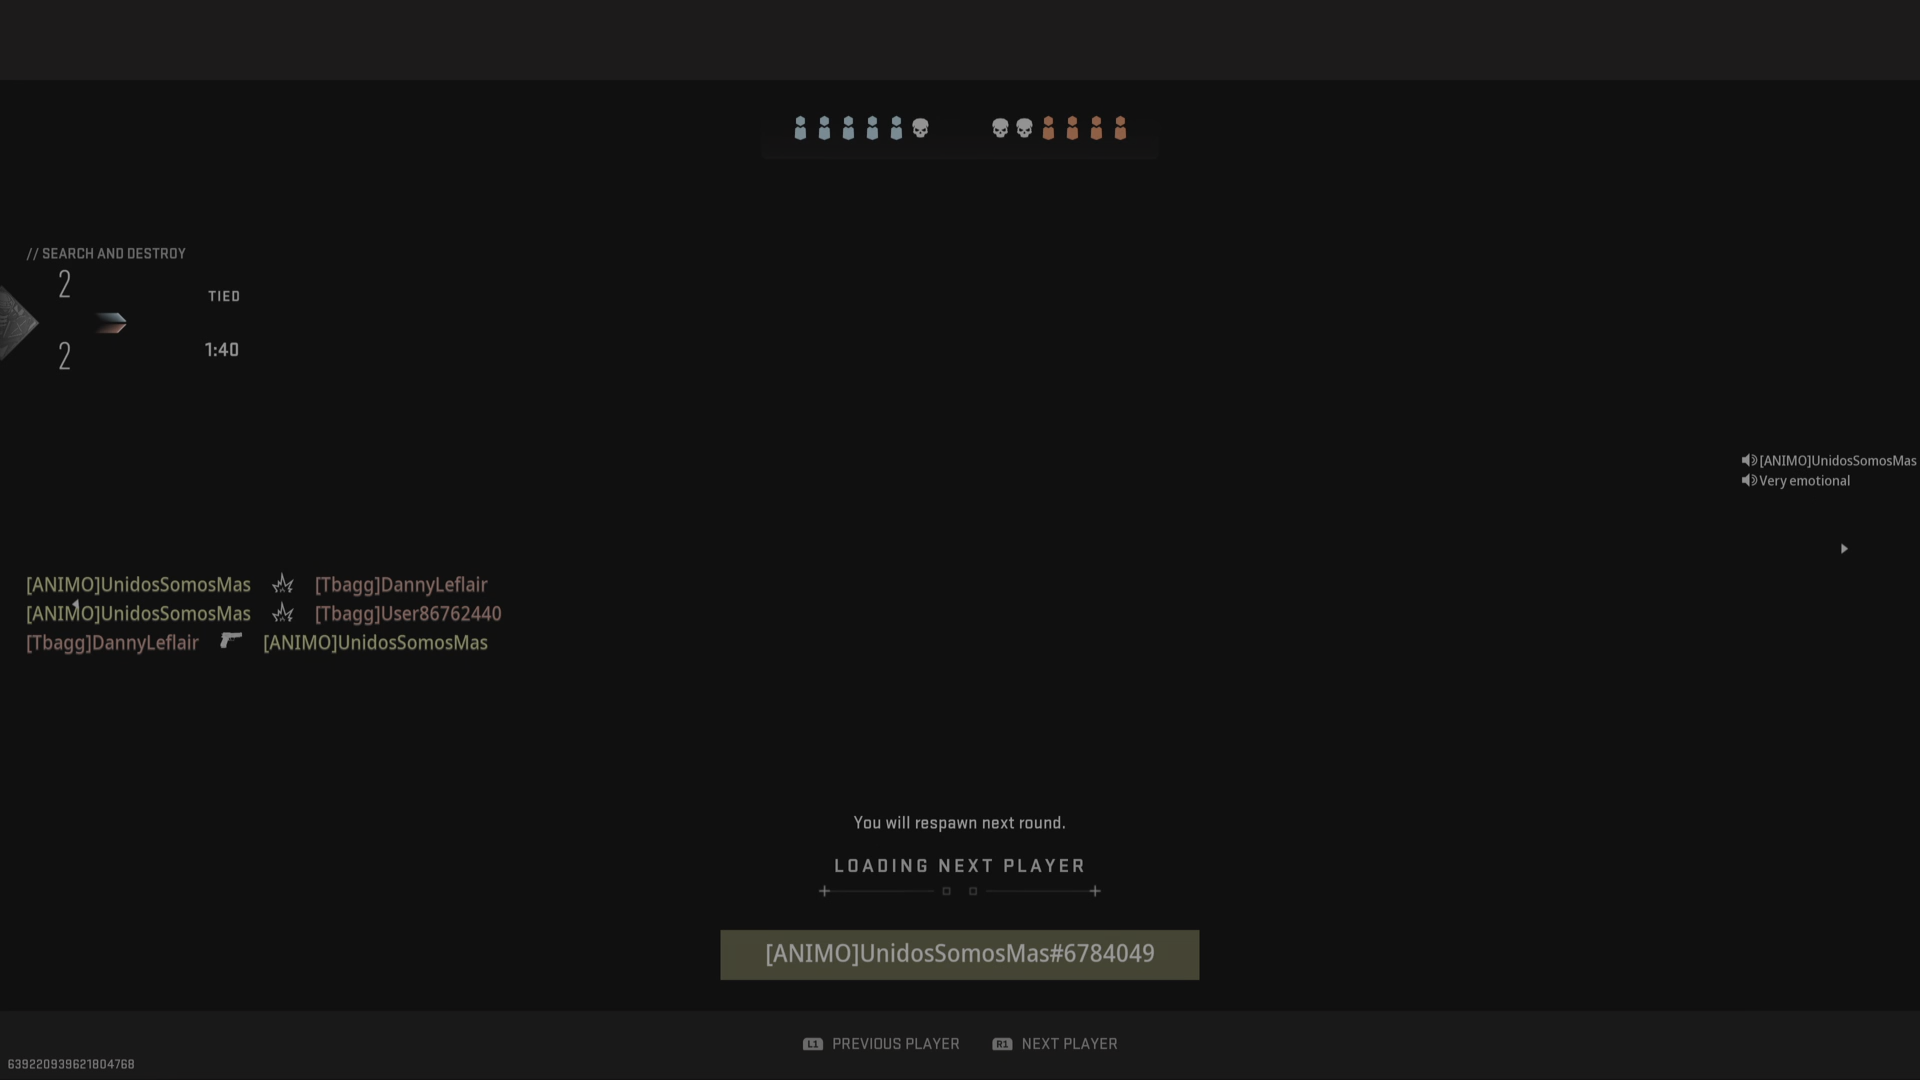 // SEARCH AND DESTROY
2
TIED
1:40
2
[ANIMO]UnidosSomosMas
Very emotional
[ANIMO]UnidosSomosMas [Tbagg]DannyLeflair
[ANIMO]UnidosSomosMas [Tbagg]User86762440
[Tbagg]DannyLeflair [ANIMO]UnidosSomosMas
You will respawn next round.
LOADING NEXT PLAYER
[ANIMO]UnidosSomosMas#6784049
L1 PREVIOUS PLAYER R1 NEXT PLAYER
639220939621804768